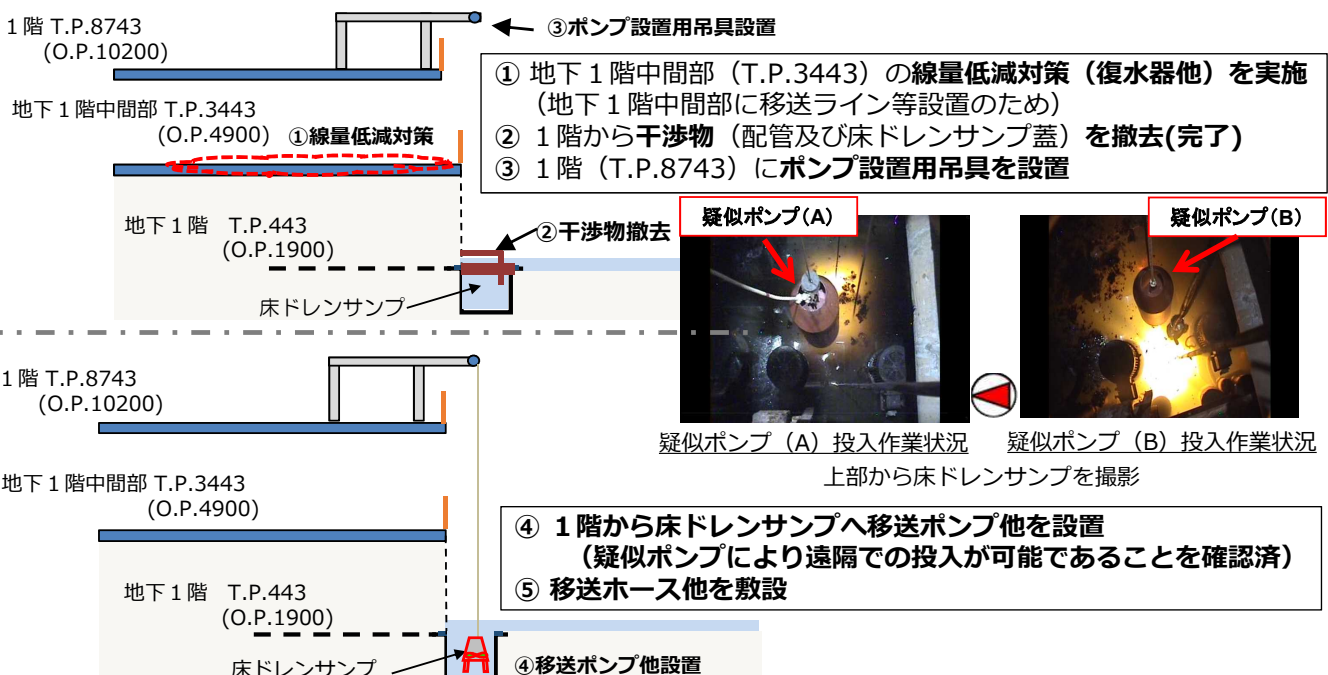 1階 T.P.8743
(O.P.10200)
③ポンプ設置用吊具設置
地下1階中間部 T.P.3443
(O.P.4900)
①線量低減対策
地下1階 T.P.443
(O.P.1900)
②干渉物撤去
床ドレンサンプ
① 地下1階中間部（T.P.3443）の線量低減対策（復水器他）を実施
（地下1階中間部に移送ライン等設置のため）
② 1階から干渉物（配管及び床ドレンサンプ蓋）を撤去(完了)
③ 1階（T.P.8743）にポンプ設置用吊具を設置
疑似ポンプ(A)
疑似ポンプ(B)
疑似ポンプ（A）投入作業状況
疑似ポンプ（B）投入作業状況
上部から床ドレンサンプを撮影
1階 T.P.8743
(O.P.10200)
地下1階中間部 T.P.3443
(O.P.4900)
地下1階 T.P.443
(O.P.1900)
床ドレンサンプ
④移送ポンプ他設置
④ 1階から床ドレンサンプへ移送ポンプ他を設置
（疑似ポンプにより遠隔での投入が可能であることを確認済）
⑤ 移送ホース他を敷設